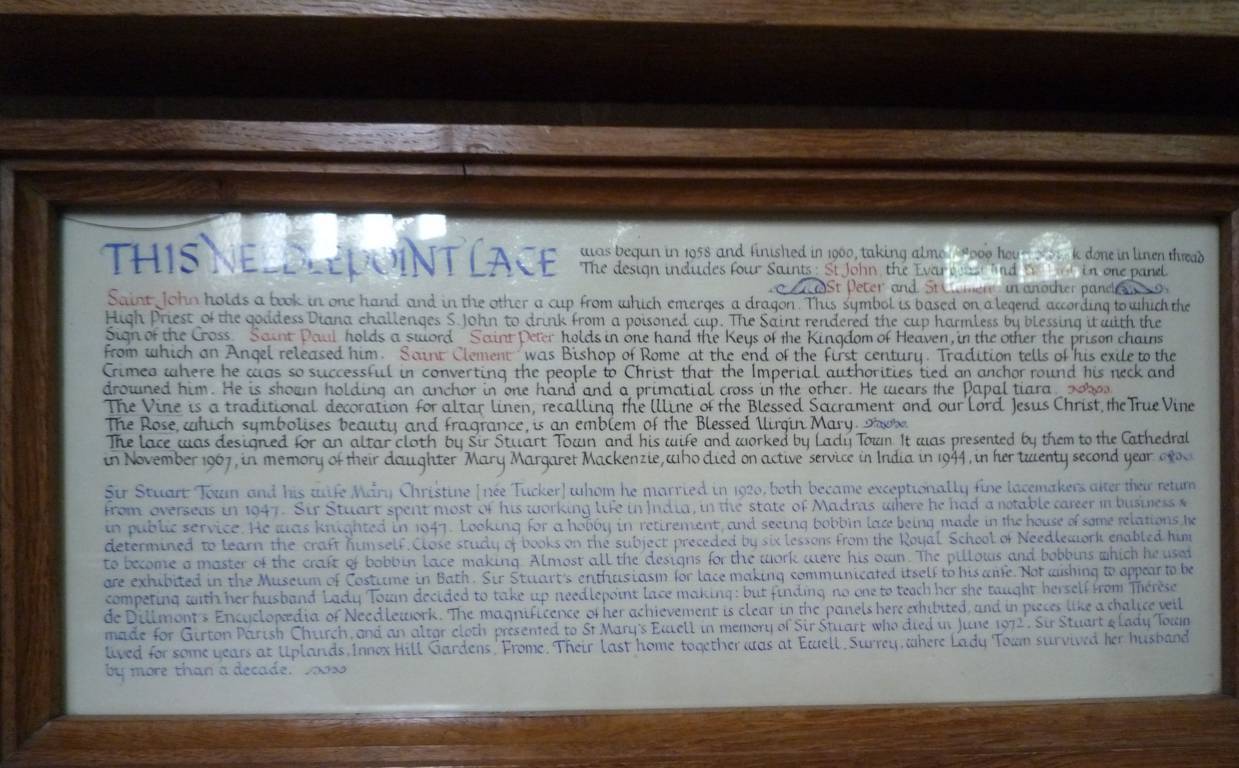 THIS NEEDLEPOINT LACE was begun in 1958 and finished in 1960, taking done in linen thread
The design includes four Saints: St John, the and in one panel
St Peter and St Clement in another panel
Saint John holds a book in one hand and in the other a cup from which emerges a dragon. This symbol is based on a legend according to which the
High Priest of the goddess Diana challenges S. John to drink from a poisoned cup. The Saint rendered the cup harmless by blessing it with the
Sign of the Cross. Saint Paul holds a sword Saint Peter holds in one hand the Keys of the Kingdom of Heaven, in the other the prison chains
from which an Angel released him. Saint Clement was Bishop of Rome at the end of the first century. Tradition tells of his exile to the
Crimea where he was so successful in converting the people to Christ that the Imperial authorities tied an anchor round his neck and
drowned him. He is shown holding an anchor in one hand and a primatial cross in the other. He wears the Papal tiara.
The Vine is a traditional decoration for altar linen, recalling the Wine of the Blessed Sacrament and our Lord Jesus Christ, the True Vine
The Rose, which symbolises beauty and fragrance, is an emblem of the Blessed Virgin Mary.
The lace was designed for an altar cloth by Sir Stuart Town and his wife and worked by Lady Town. It was presented by them to the Cathedral
in November 1967, in memory of their daughter Mary Margaret Mackenzie, who died on active service in India in 1944, in her twenty second year
Sir Stuart Town and his wife Mary Christine [née Tucker] whom he married in 1920, both became exceptionally fine lacemakers after their return
from overseas in 1947. Sir Stuart spent most of his working life in India, in the state of Madras where he had a notable career in business &
in public service. He was knighted in 1947. Looking for a hobby in retirement, and seeing bobbin lace being made in the house of some relations, he
determined to learn the craft himself. Close study of books on the subject preceded by six lessons from the Royal School of Needlework enabled him
to become a master of the craft of bobbin lace making. Almost all the designs for the work were his own. The pillows and bobbins which he used
are exhibited in the Museum of Costume in Bath. Sir Stuart's enthusiasm for lace making communicated itself to his wife. Not wishing to appear to be
competing with her husband Lady Town decided to take up needlepoint lace making: but finding no one to teach her she taught herself from Thérèse
de Dillmont's Encyclopædia of Needlework. The magnificence of her achievement is clear in the panels here exhibited, and in pieces like a chalice veil
made for Girton Parish Church, and an altar cloth presented to St Mary's Ewell in memory of Sir Stuart who died in June 1972. Sir Stuart & Lady Town
lived for some years at Uplands, Innox Hill Gardens, Frome. Their last home together was at Ewell, Surrey, where Lady Town survived her husband
by more than a decade.